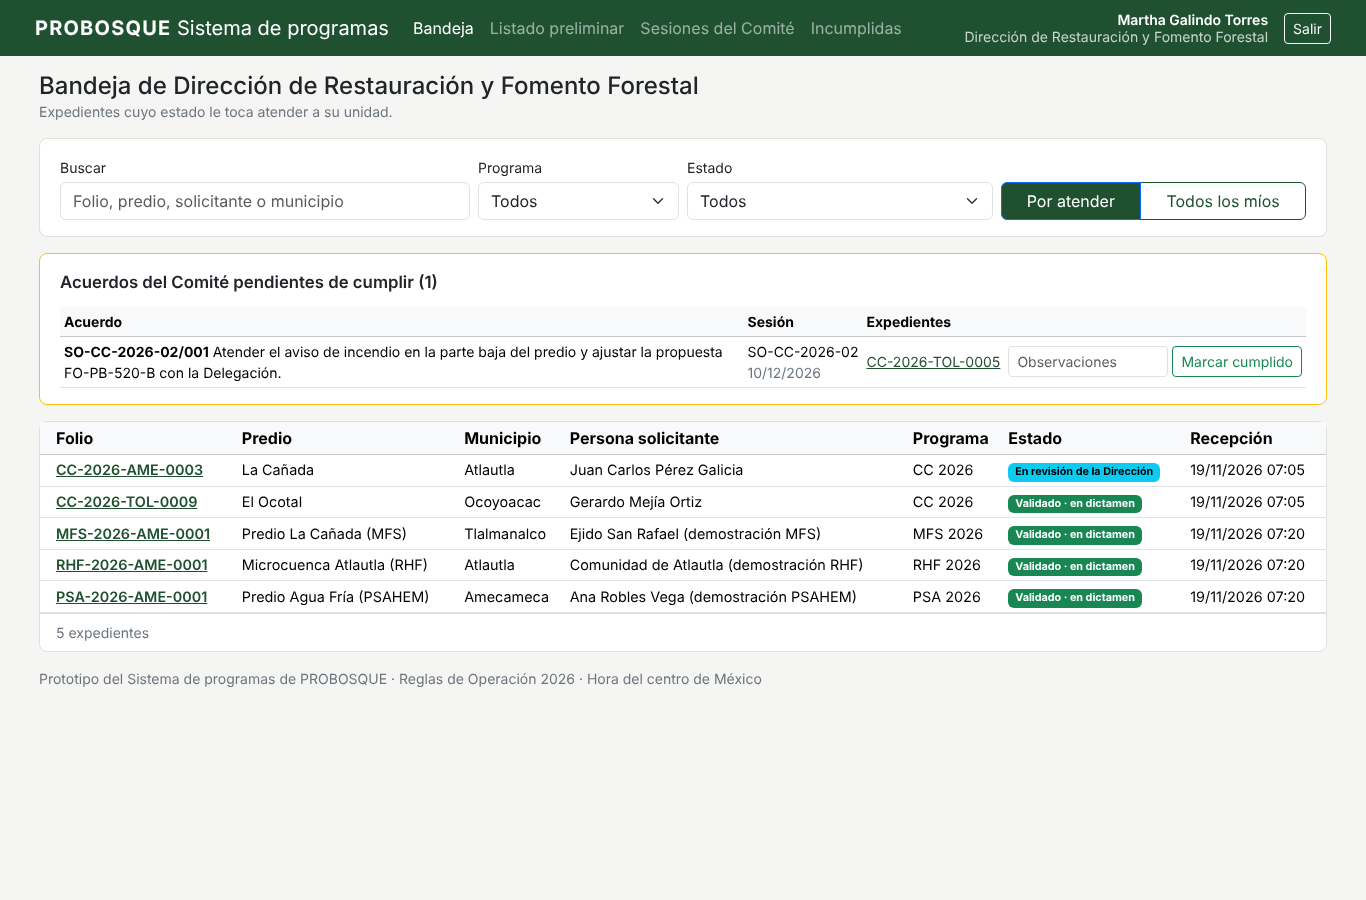 PROBOSQUE Sistema de programas Bandeja Listado preliminar Sesiones del Comité Incumplidas
Martha Galindo Torres
Dirección de Restauración y Fomento Forestal
Salir
Bandeja de Dirección de Restauración y Fomento Forestal
Expedientes cuyo estado le toca atender a su unidad.
Buscar Programa Estado
Folio, predio, solicitante o municipio Todos Todos Por atender Todos los míos
Acuerdos del Comité pendientes de cumplir (1)
Acuerdo Sesión Expedientes
SO-CC-2026-02/001 Atender el aviso de incendio en la parte baja del predio y ajustar la propuesta
FO-PB-520-B con la Delegación.
SO-CC-2026-02
10/12/2026
CC-2026-TOL-0005 Observaciones Marcar cumplido
Folio Predio Municipio Persona solicitante Programa Estado Recepción
CC-2026-AME-0003 La Cañada Atlautla Juan Carlos Pérez Galicia CC 2026 En revisión de la Dirección 19/11/2026 07:05
CC-2026-TOL-0009 El Ocotal Ocoyoacac Gerardo Mejía Ortiz CC 2026 Validado · en dictamen 19/11/2026 07:05
MFS-2026-AME-0001 Predio La Cañada (MFS) Tlalmanalco Ejido San Rafael (demostración MFS) MFS 2026 Validado · en dictamen 19/11/2026 07:20
RHF-2026-AME-0001 Microcuenca Atlautla (RHF) Atlautla Comunidad de Atlautla (demostración RHF) RHF 2026 Validado · en dictamen 19/11/2026 07:20
PSA-2026-AME-0001 Predio Agua Fría (PSAHEM) Amecameca Ana Robles Vega (demostración PSAHEM) PSA 2026 Validado · en dictamen 19/11/2026 07:20
5 expedientes
Prototipo del Sistema de programas de PROBOSQUE · Reglas de Operación 2026 · Hora del centro de México